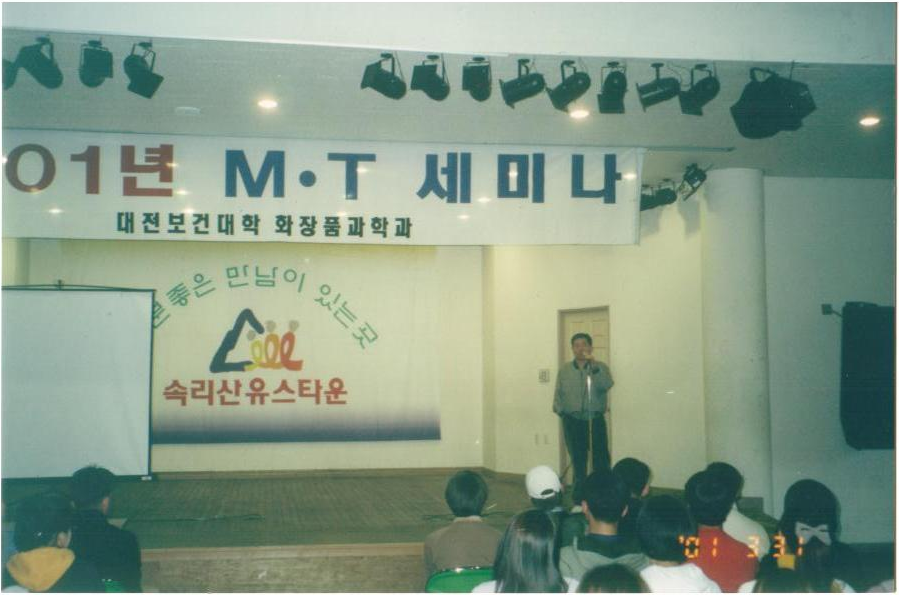 01년 M·T 세미나
대전보건대학 화장품과학과
좋은 만남이 있는곳
속리산유스타운
'01 3 31